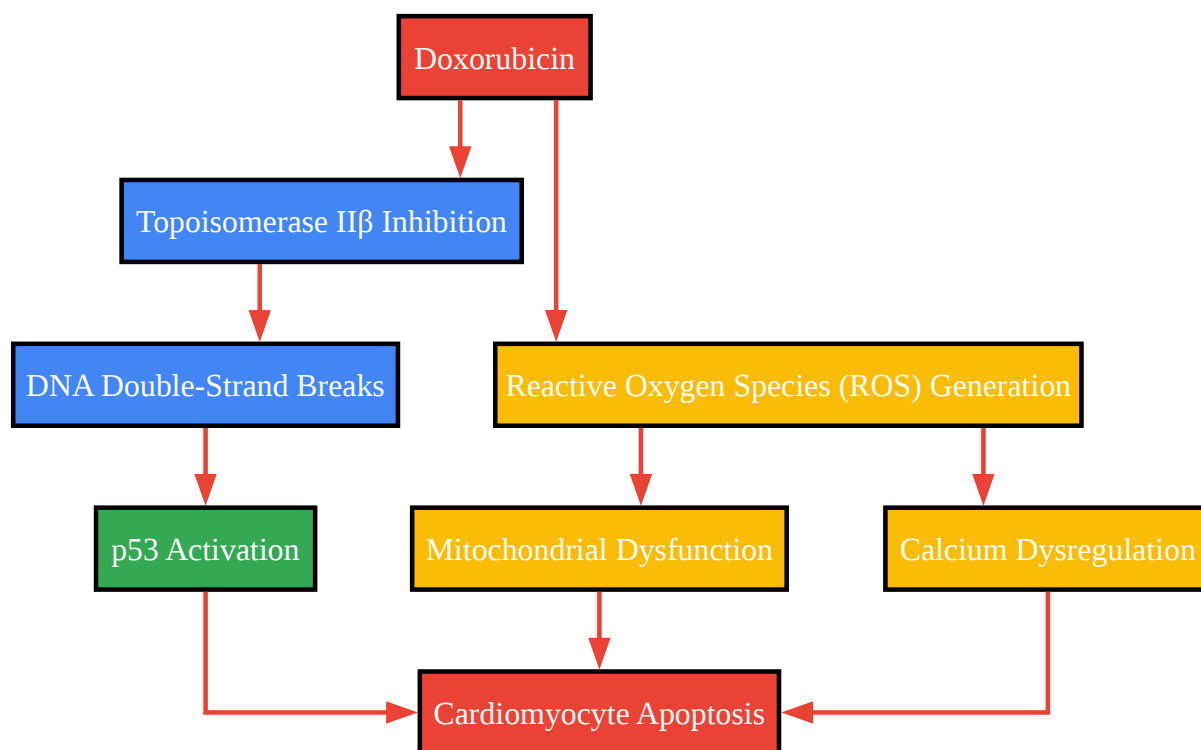 Doxorubicin
Topoisomerase IIβ Inhibition
DNA Double-Strand Breaks
Reactive Oxygen Species (ROS) Generation
p53 Activation
Mitochondrial Dysfunction
Calcium Dysregulation
Cardiomyocyte Apoptosis